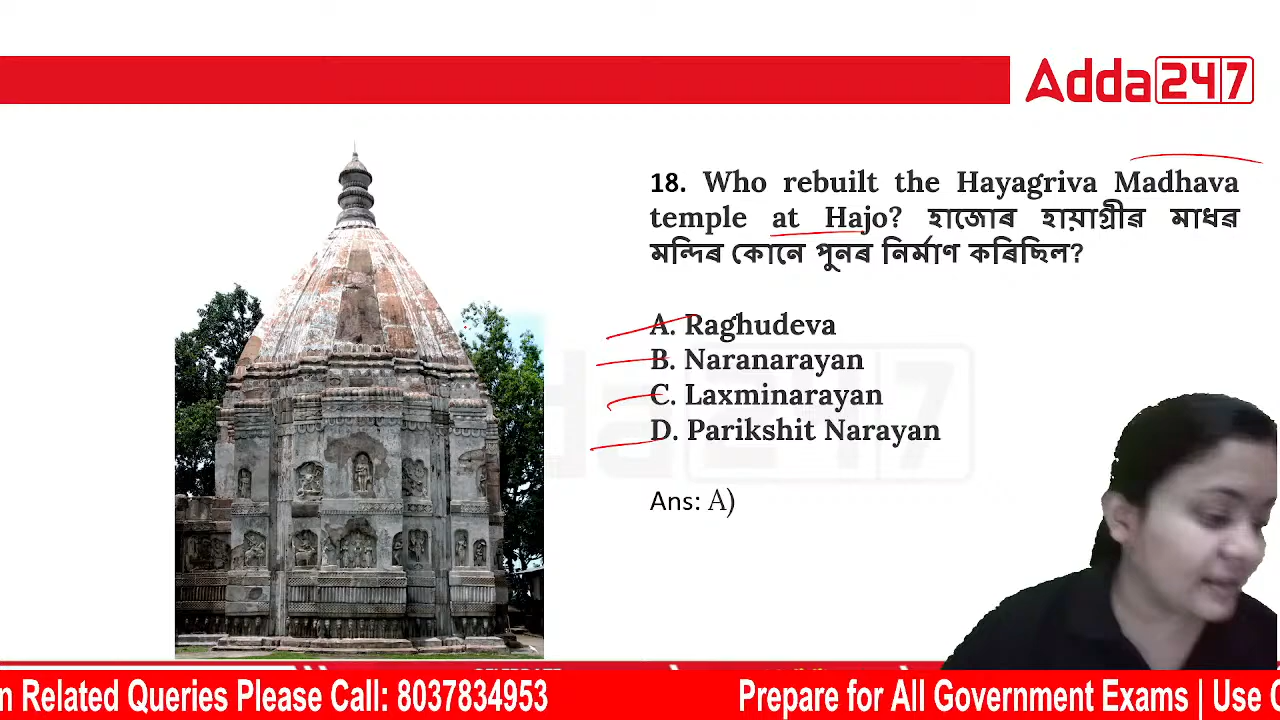 Adda247
18. Who rebuilt the Hayagriva Madhava
temple at Hajo? হাজোৰ হায়াগ্ৰীৱ মাধৱ
মন্দিৰ কোনে পুনৰ নিৰ্মাণ কৰিছিল?
A. Raghudeva
B. Naranarayan
C. Laxminarayan
D. Parikshit Narayan
Ans: A)
n Related Queries Please Call: 8037834953
Prepare for All Government Exams | Use